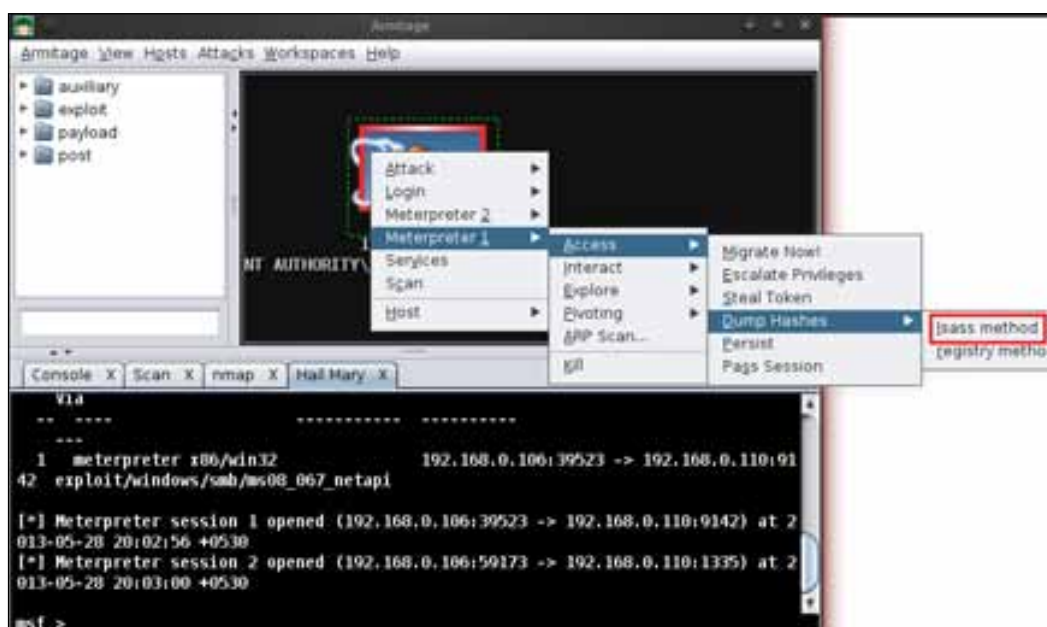 Armitage
Armitage View Hosts Attacks Workspaces Help
auxiliary
exploit
payload
post
Attack
Login
Meterpreter 2
Meterpreter 1
Services
Scan
Host
NT AUTHORITY\
Access
Interact
Explore
Pivoting
ARP Scan...
Kill
Migrate Now!
Escalate Privileges
Steal Token
Dump Hashes
Persist
Pass Session
lsass method
registry metho
Console X Scan X nmap X Hail Mary X
Via
-- ---- ----------- ----------
---
1 meterpreter x86/win32 192.168.0.106:39523 -> 192.168.0.110:91
42 exploit/windows/smb/ms08_067_netapi
[*] Meterpreter session 1 opened (192.168.0.106:39523 -> 192.168.0.110:9142) at 2
013-05-28 20:02:56 +0530
[*] Meterpreter session 2 opened (192.168.0.106:59173 -> 192.168.0.110:1335) at 2
013-05-28 20:03:00 +0530
msf >